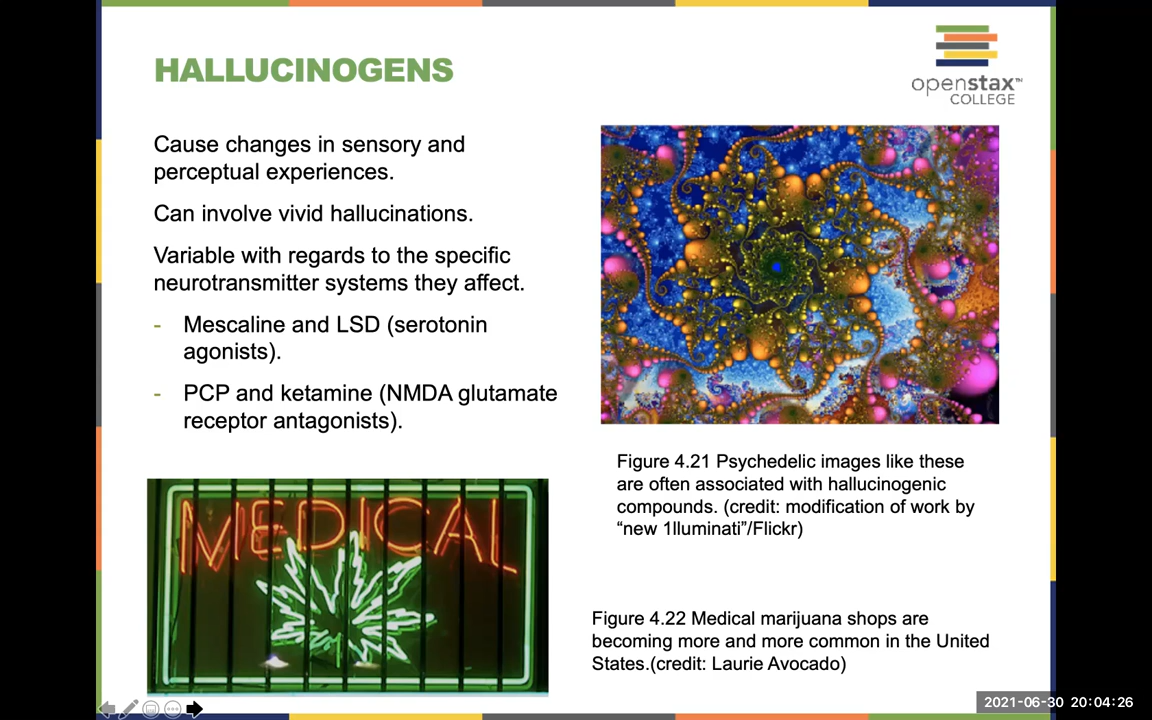 HALLUCINOGENS
openstax™
COLLEGE
Cause changes in sensory and
perceptual experiences.
Can involve vivid hallucinations.
Variable with regards to the specific
neurotransmitter systems they affect.
- Mescaline and LSD (serotonin
agonists).
- PCP and ketamine (NMDA glutamate
receptor antagonists).
Figure 4.21 Psychedelic images like these
are often associated with hallucinogenic
compounds. (credit: modification of work by
“new 1lluminati”/Flickr)
MEDICAL
Figure 4.22 Medical marijuana shops are
becoming more and more common in the United
States.(credit: Laurie Avocado)
2021-06-30 20:04:26